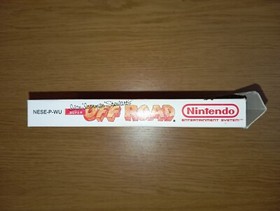 NESE-P-WU
OFF ROAD
Nintendo
ENTERTAINMENT SYSTEM